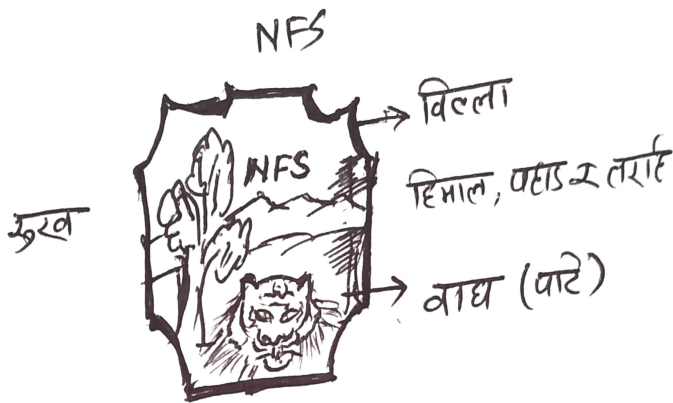 NFS
विल्ला
NFS
हिमाल, पहाड र तराई
रुख
वाघ (पाटे)